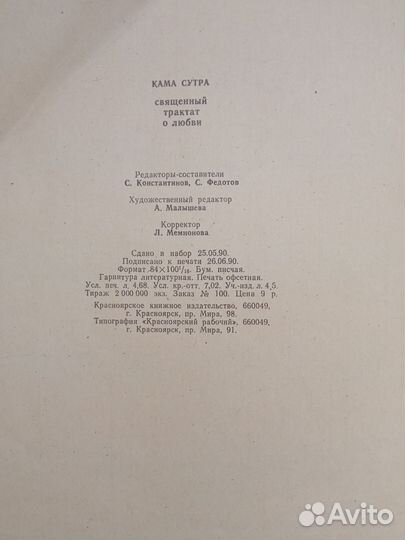 КАМА СУТРА
священный
трактат
о любви
Редакторы-составители
С. Константинов, С. Федотов
Художественный редактор
А. Малышева
Корректор
Л. Мемнонова
Сдано в набор 25.05.90.
Подписано к печати 26.06.90.
Формат 84×100¹/₁₆. Бум. писчая.
Гарнитура литературная. Печать офсетная.
Усл. печ. л. 4,68. Усл. кр.-отт. 7,02. Уч.-изд. л. 4,5.
Тираж 2 000 000 экз. Заказ № 100. Цена 9 р.
Красноярское книжное издательство, 660049,
г. Красноярск, пр. Мира, 98.
Типография «Красноярский рабочий», 660049,
г. Красноярск, пр. Мира, 91.
Avito